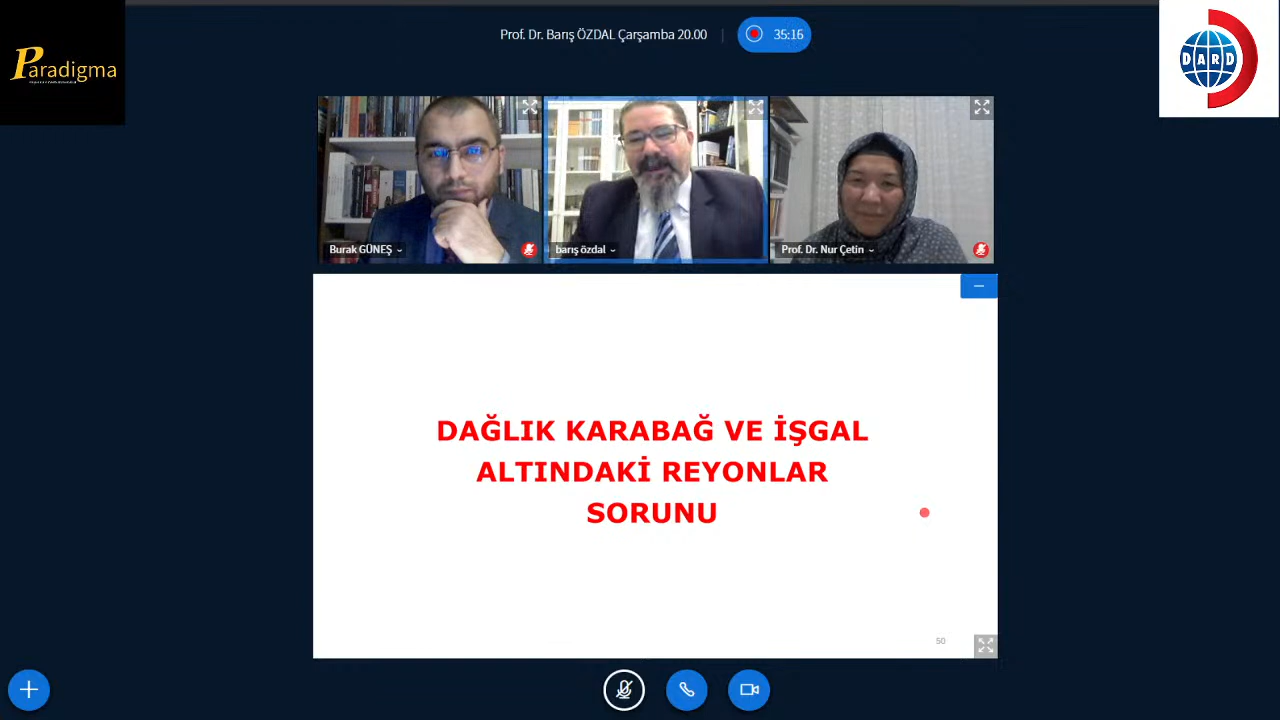 Prof. Dr. Barış ÖZDAL Çarşamba 20.00
35:16
Paradigma
DARD
Burak GÜNEŞ
barış özdal
Prof. Dr. Nur Çetin
DAĞLIK KARABAĞ VE İŞGAL
ALTINDAKİ REYONLAR
SORUNU
50